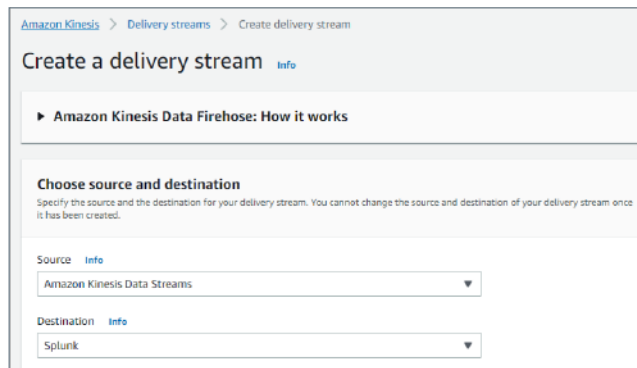 Amazon Kinesis > Delivery streams > Create delivery stream
Create a delivery stream Info
▶ Amazon Kinesis Data Firehose: How it works
Choose source and destination
Specify the source and the destination for your delivery stream. You cannot change the source and destination of your delivery stream once
it has been created.
Source Info
Amazon Kinesis Data Streams
Destination Info
Splunk